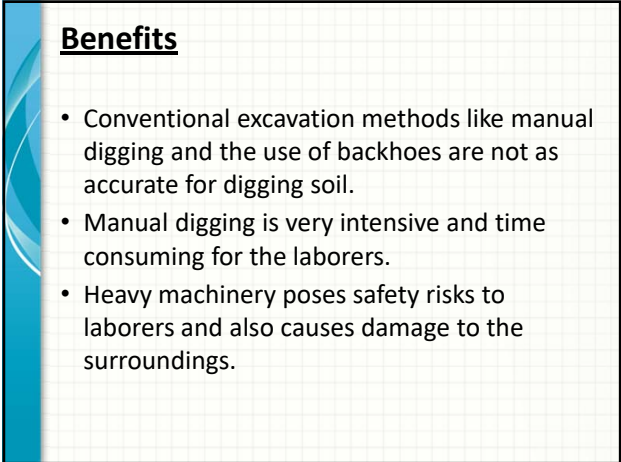 Benefits
• Conventional excavation methods like manual
digging and the use of backhoes are not as
accurate for digging soil.
• Manual digging is very intensive and time
consuming for the laborers.
• Heavy machinery poses safety risks to
laborers and also causes damage to the
surroundings.